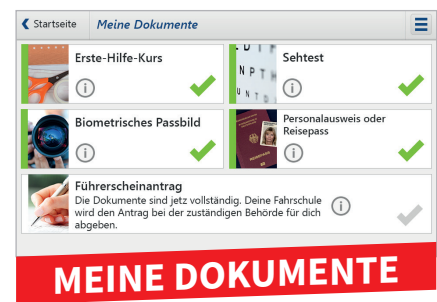 Startseite Meine Dokumente
Erste-Hilfe-Kurs
Sehtest
Biometrisches Passbild
Personalausweis oder
Reisepass
Führerscheinantrag
Die Dokumente sind jetz vollständig. Deine Fahrschule
wird den Antrag bei der zuständigen Behörde für dich
abgeben.
MEINE DOKUMENTE